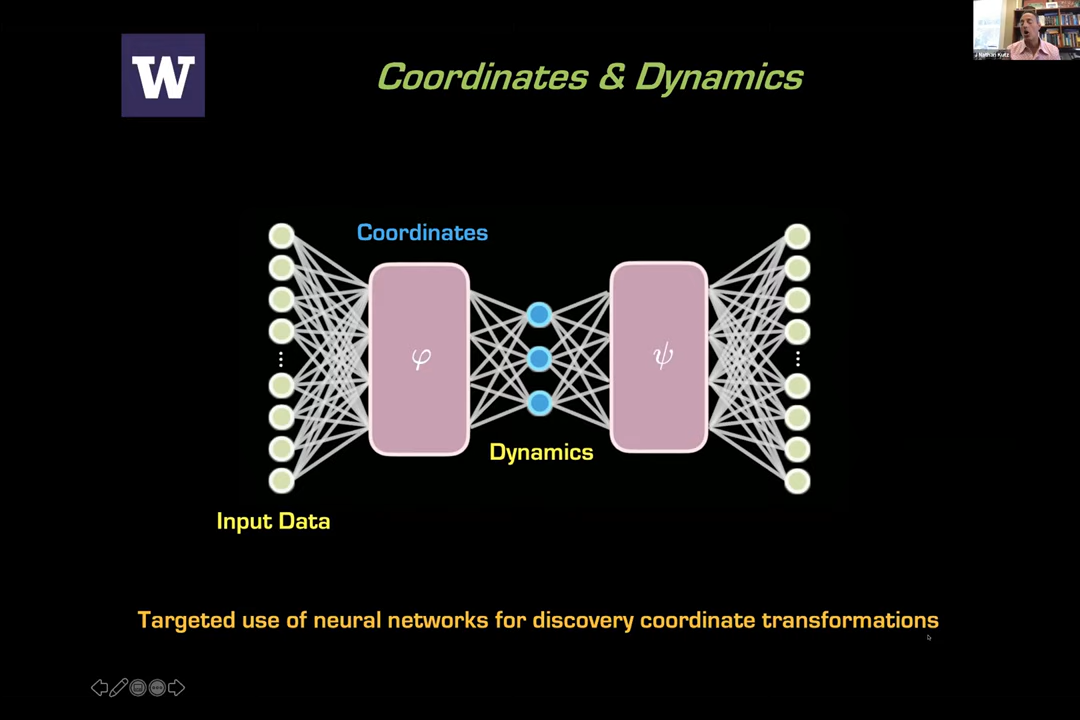 W
Coordinates & Dynamics
Coordinates
φ
ψ
Dynamics
Input Data
Targeted use of neural networks for discovery coordinate transformations